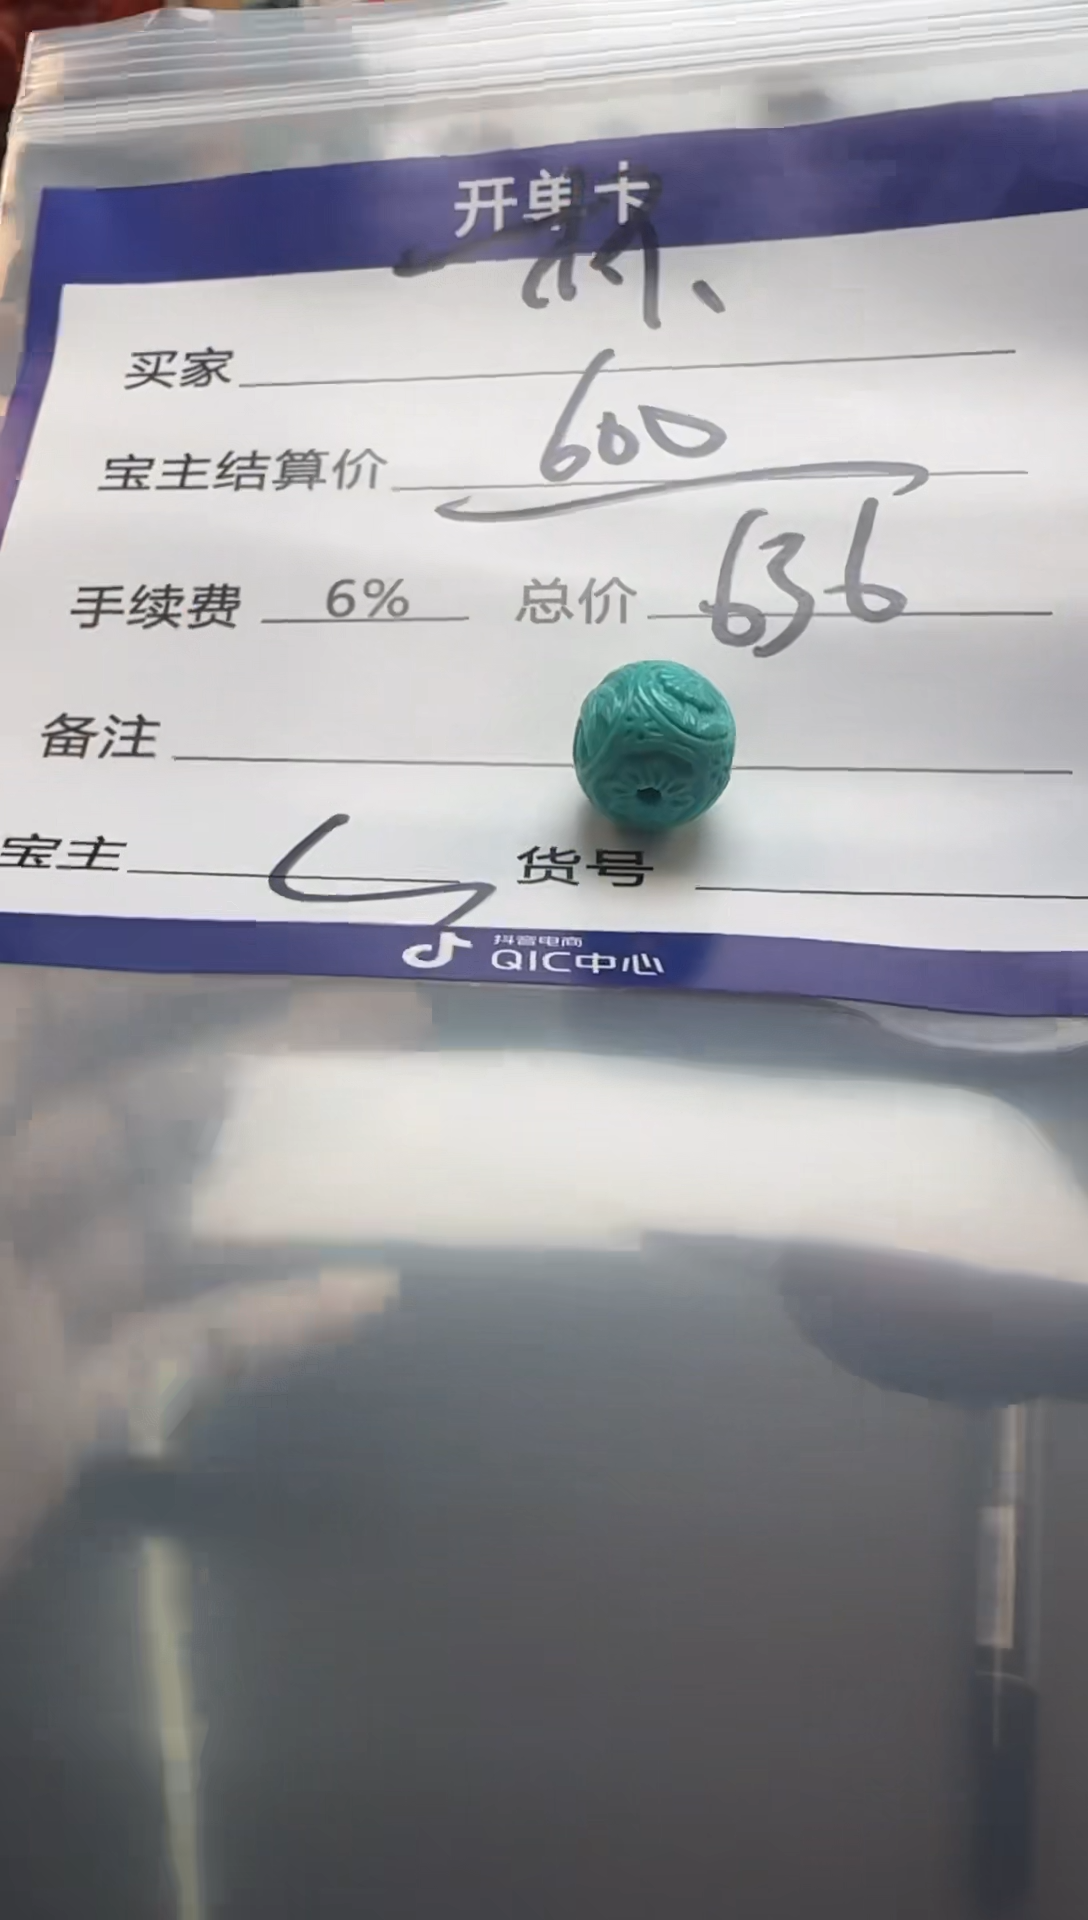 开单卡
买家
宝主结算价 600
手续费 6% 总价 636
备注
宝主 货号
抖音电商
QIC中心